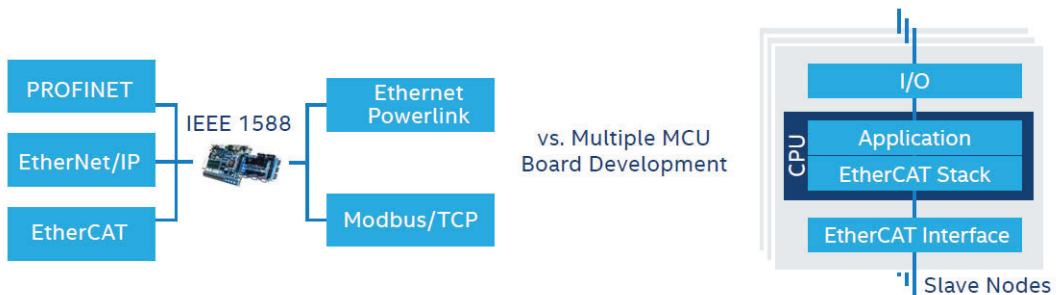 PROFINET
EtherNet/IP
EtherCAT
IEEE 1588
Ethernet
Powerlink
Modbus/TCP
vs. Multiple MCU
Board Development
I/O
CPU
Application
EtherCAT Stack
EtherCAT Interface
Slave Nodes